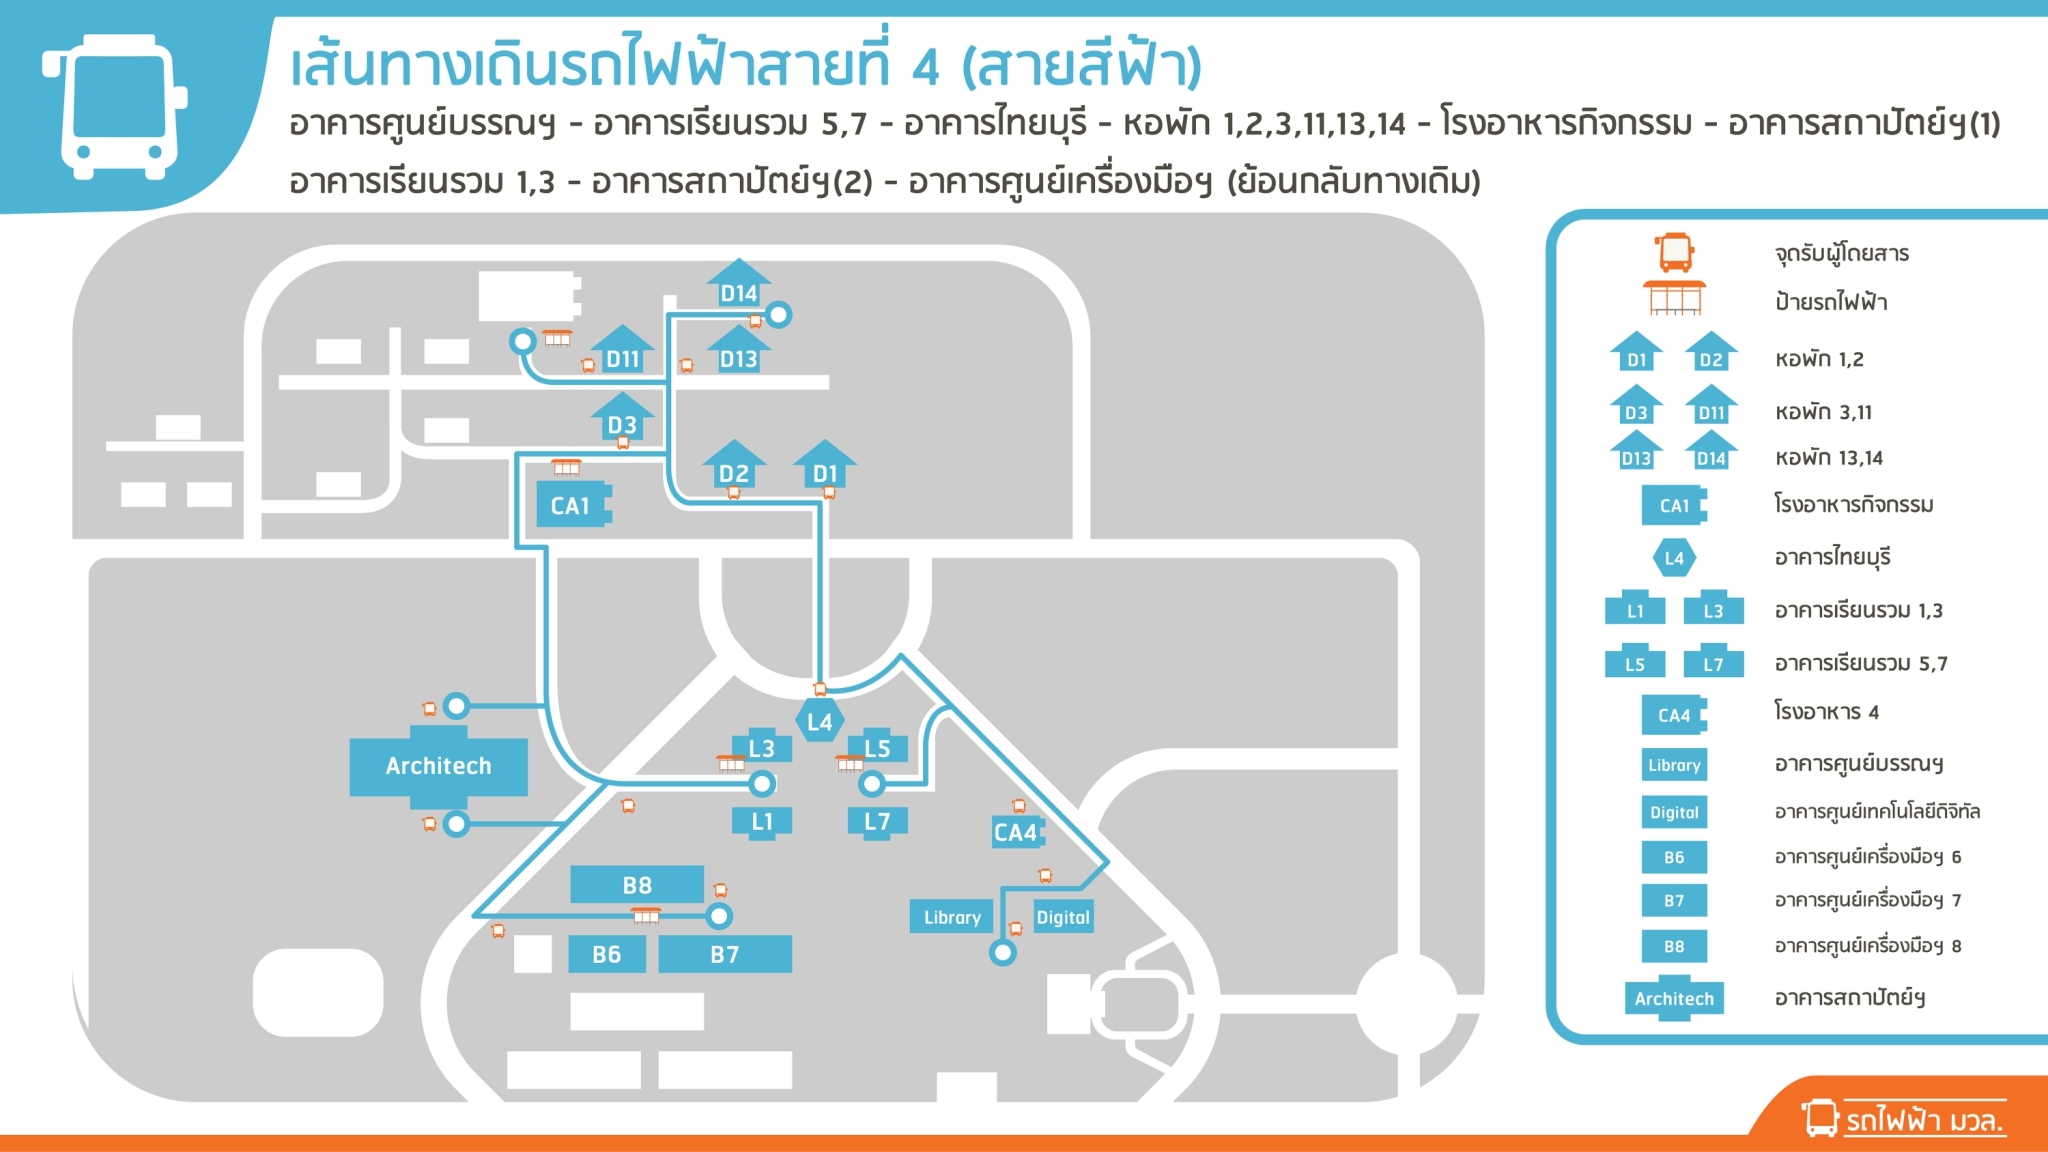 เส้นทางเดินรถไฟฟ้าสายที่ 4 (สายสีฟ้า)
อาคารศูนย์บรรณฯ - อาคารเรียนรวม 5,7 - อาคารไทยบุรี - หอพัก 1,2,3,11,13,14 - โรงอาหารกิจกรรม - อาคารสถาปัตย์ฯ(1)
อาคารเรียนรวม 1,3 - อาคารสถาปัตย์ฯ(2) - อาคารศูนย์เครื่องมือฯ (ย้อนกลับทางเดิม)
D14
D11
D13
D3
D2
D1
CA1
L4
L3
L5
Architech
L1
L7
CA4
B8
Library
Digital
B6
B7
จุดรับผู้โดยสาร
ป้ายรถไฟฟ้า
D1 D2 หอพัก 1,2
D3 D11 หอพัก 3,11
D13 D14 หอพัก 13,14
CA1 โรงอาหารกิจกรรม
L4 อาคารไทยบุรี
L1 L3 อาคารเรียนรวม 1,3
L5 L7 อาคารเรียนรวม 5,7
CA4 โรงอาหาร 4
Library อาคารศูนย์บรรณฯ
Digital อาคารศูนย์เทคโนโลยีดิจิทัล
B6 อาคารศูนย์เครื่องมือฯ 6
B7 อาคารศูนย์เครื่องมือฯ 7
B8 อาคารศูนย์เครื่องมือฯ 8
Architech อาคารสถาปัตย์ฯ
รถไฟฟ้า มวล.